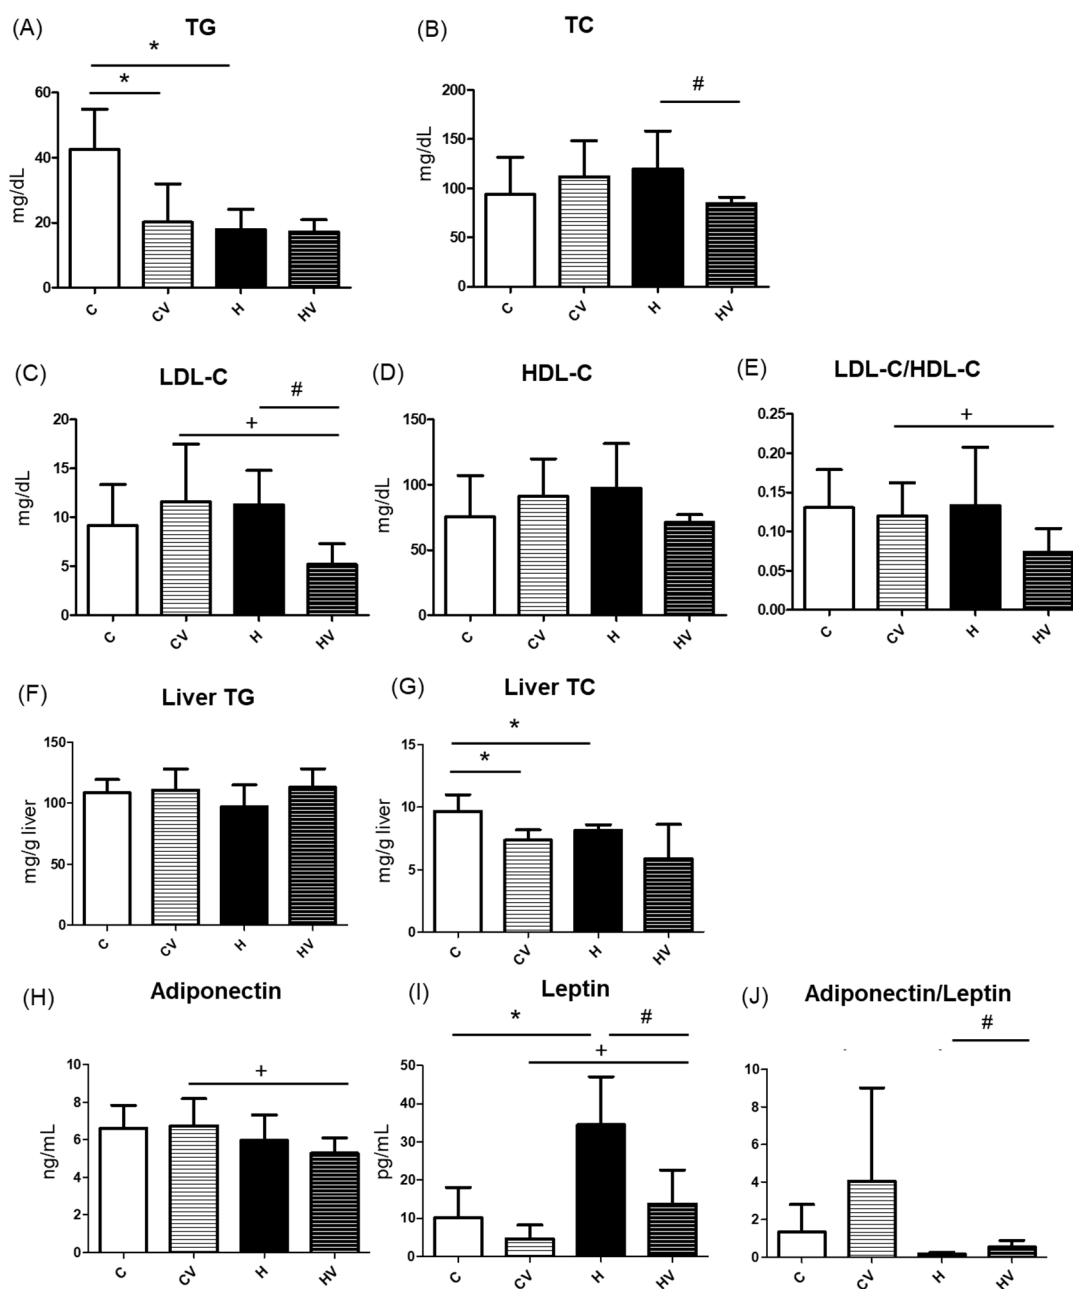 (A) TG
*
*
60
40
20
0
mg/dL
C CV H HV
(B) TC
#
200
150
100
50
0
mg/dL
C CV H HV
(C) LDL-C
#
+
20
15
10
5
0
mg/dL
C CV H HV
(D) HDL-C
150
100
50
0
mg/dL
C CV H HV
(E) LDL-C/HDL-C
+
0.25
0.20
0.15
0.10
0.05
0.00
C CV H HV
(F) Liver TG
150
100
50
0
mg/g liver
C CV H HV
(G) Liver TC
*
*
15
10
5
0
mg/g liver
C CV H HV
(H) Adiponectin
+
10
8
6
4
2
0
ng/mL
C CV H HV
(I) Leptin
* #
+
50
40
30
20
10
0
pg/mL
C CV H HV
(J) Adiponectin/Leptin
#
10
8
6
4
2
0
C CV H HV